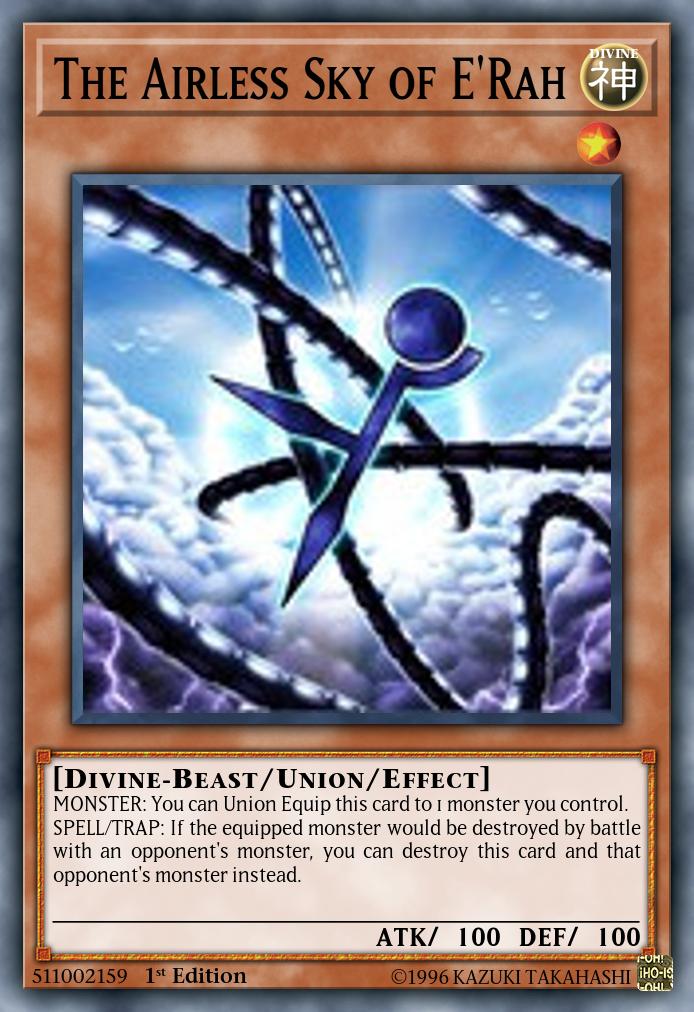 The Airless Sky of E'Rah
DIVINE
神
[Divine-Beast/Union/Effect]
MONSTER: You can Union Equip this card to 1 monster you control.
SPELL/TRAP: If the equipped monster would be destroyed by battle
with an opponent's monster, you can destroy this card and that
opponent's monster instead.
ATK/ 100 DEF/ 100
511002159 1st Edition ©1996 KAZUKI TAKAHASHI